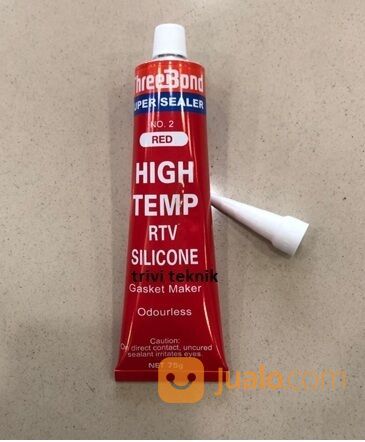 ThreeBond
SUPER SEALER
NO. 2
RED
HIGH
TEMP
RTV
SILICONE
trivi teknik
Gasket Maker
Odourless
Caution:
On direct contact, uncured
sealant irritates eyes.
NET 75g
jualo.com